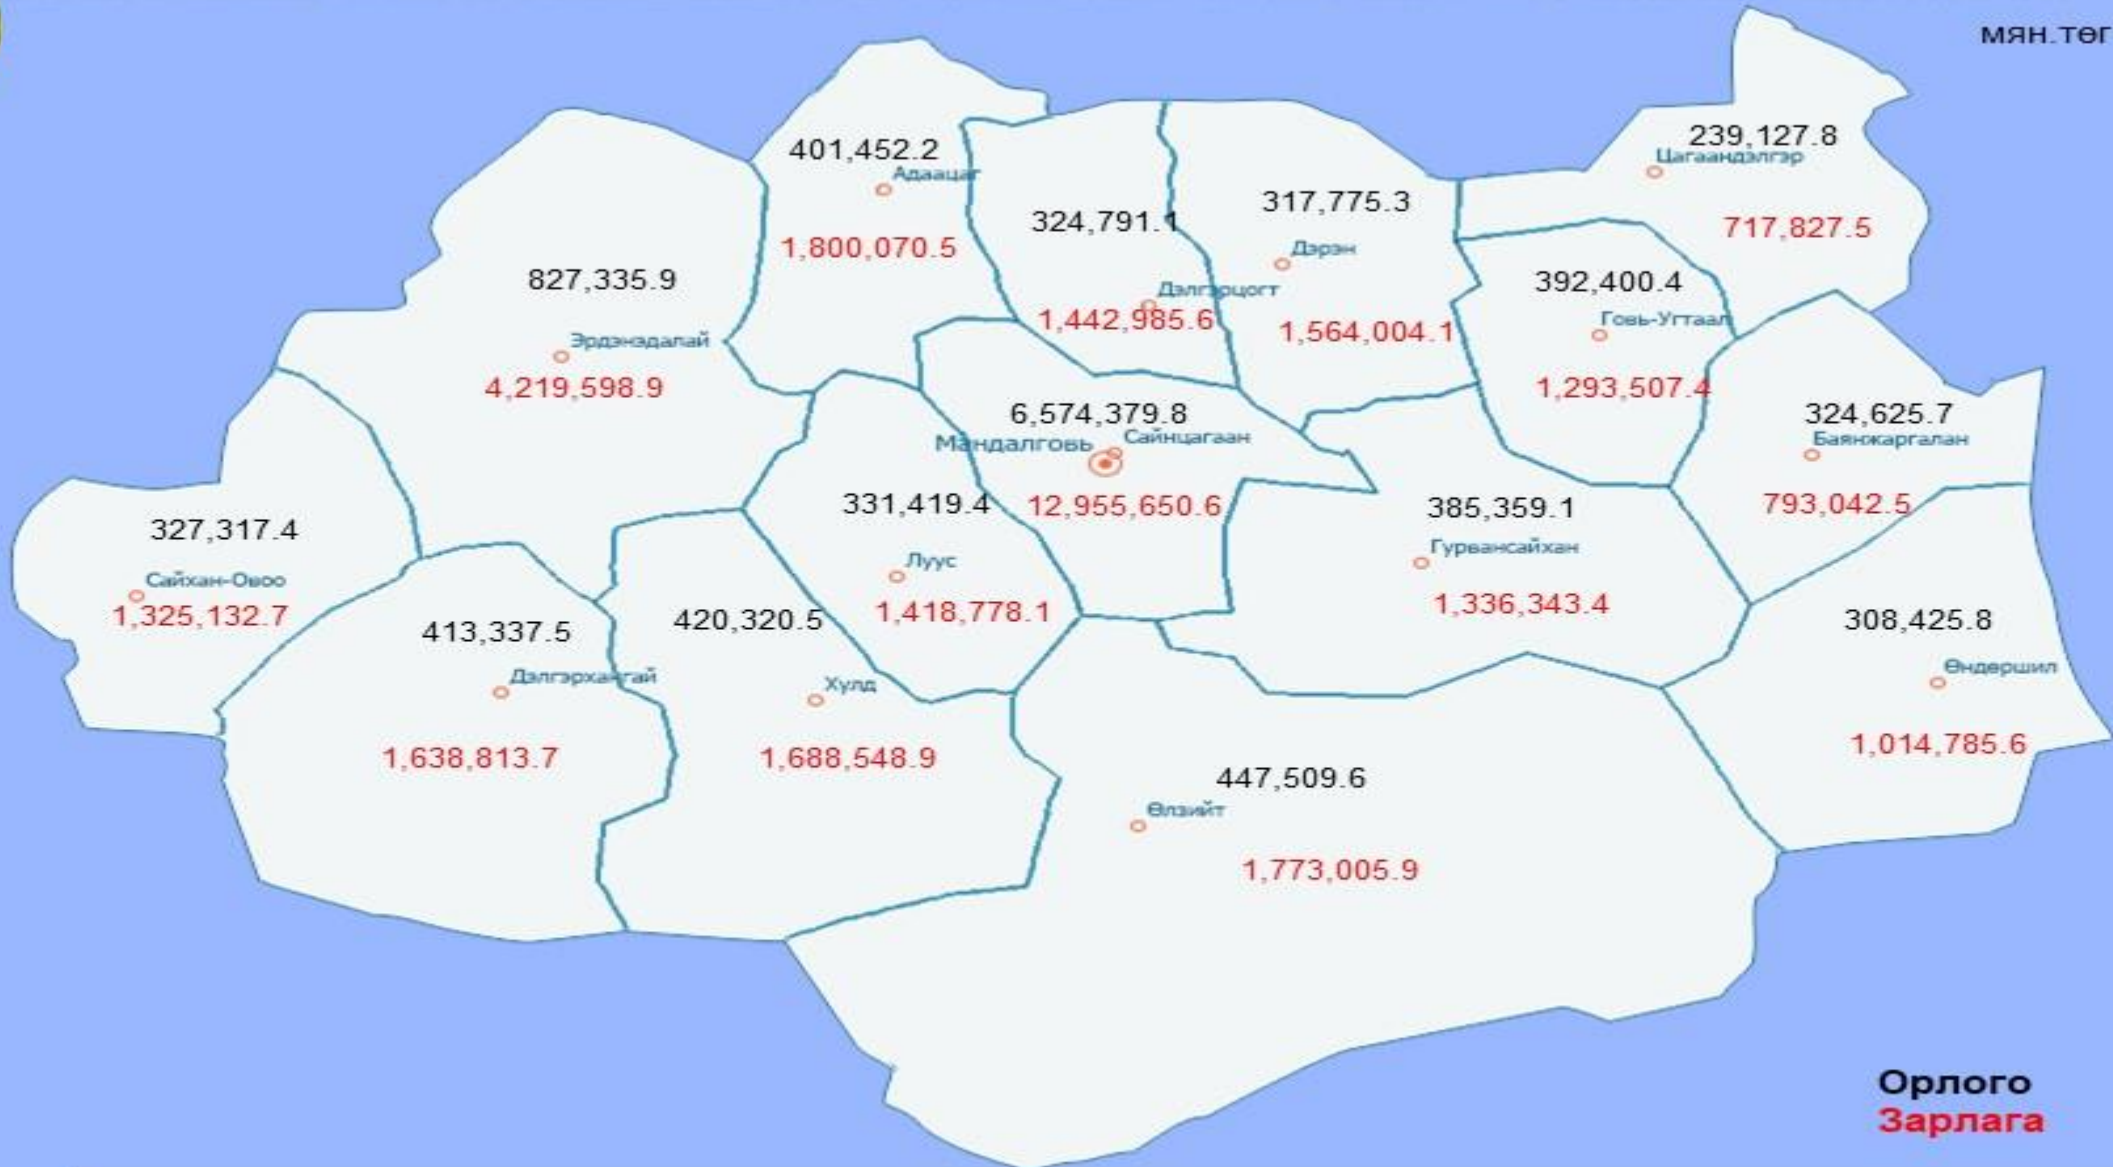 мян.төг
239,127.8
Цагаандэлгэр
717,827.5
401,452.2
Адаацаг
1,800,070.5
324,791.1
Дэлгэрцогт
1,442,985.6
317,775.3
Дэрэн
1,564,004.1
827,335.9
Эрдэнэдалай
4,219,598.9
392,400.4
Говь-Угтаал
1,293,507.4
6,574,379.8
Мандалговь
Сайнцагаан
12,955,650.6
324,625.7
Баянжаргалан
793,042.5
327,317.4
Сайхан-Овоо
1,325,132.7
331,419.4
Луус
1,418,778.1
385,359.1
Гурвансайхан
1,336,343.4
413,337.5
Дэлгэрхангай
1,638,813.7
420,320.5
Хулд
1,688,548.9
308,425.8
Өндөршил
1,014,785.6
447,509.6
Өлзийт
1,773,005.9
Орлого
Зарлага